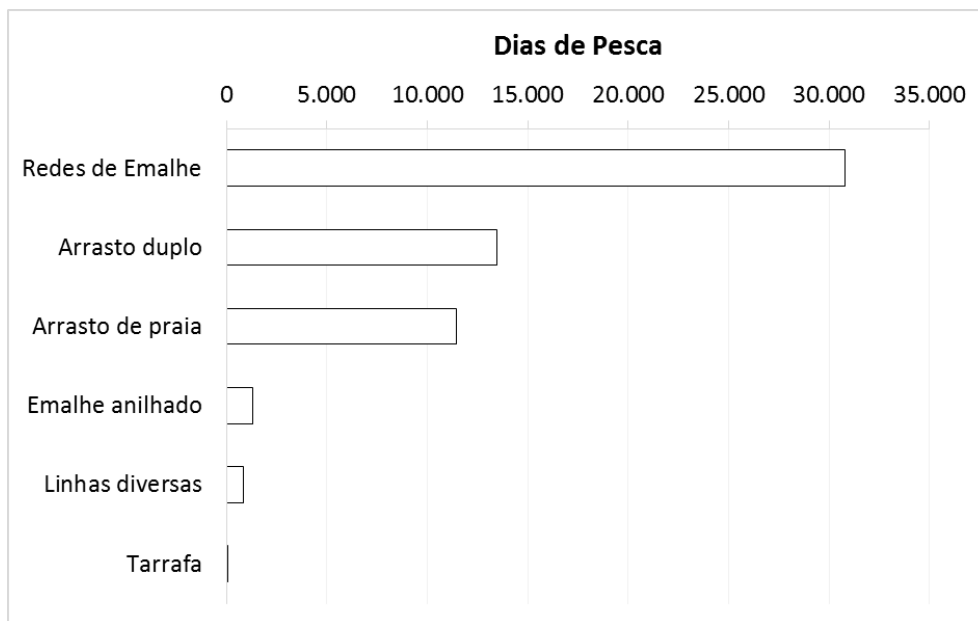 Dias de Pesca
0 5.000 10.000 15.000 20.000 25.000 30.000 35.000
Redes de Emalhe
Arrasto duplo
Arrasto de praia
Emalhe anilhado
Linhas diversas
Tarrafa